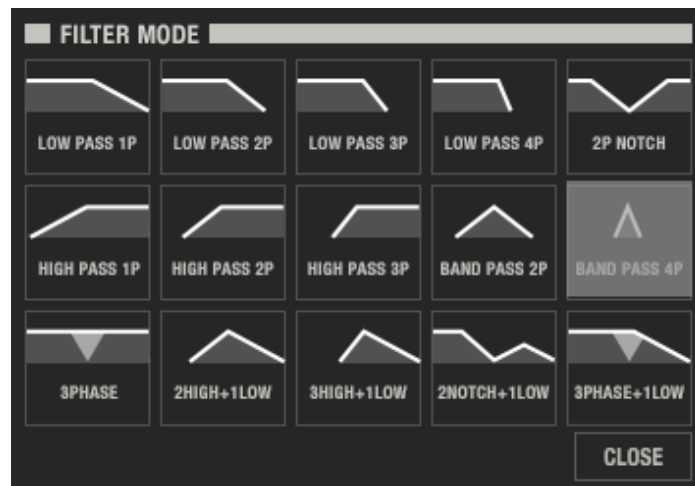 FILTER MODE
LOW PASS 1P
LOW PASS 2P
LOW PASS 3P
LOW PASS 4P
2P NOTCH
HIGH PASS 1P
HIGH PASS 2P
HIGH PASS 3P
BAND PASS 2P
BAND PASS 4P
3PHASE
2HIGH+1LOW
3HIGH+1LOW
2NOTCH+1LOW
3PHASE+1LOW
CLOSE